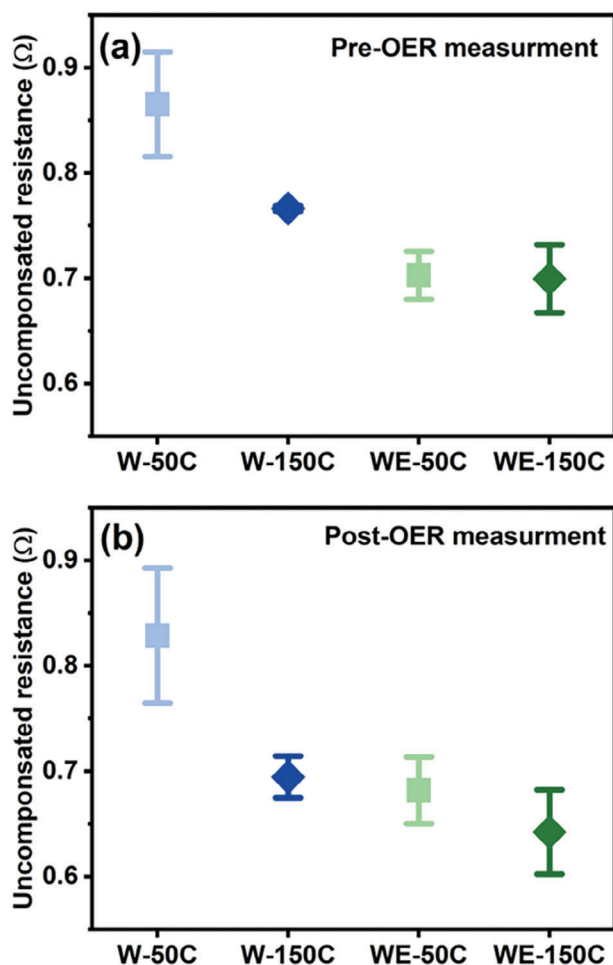 (a)
Pre-OER measurment
Uncomponsated resistance (Ω)
0.9
0.8
0.7
0.6
W-50C W-150C WE-50C WE-150C
(b)
Post-OER measurment
Uncomponsated resistance (Ω)
0.9
0.8
0.7
0.6
W-50C W-150C WE-50C WE-150C